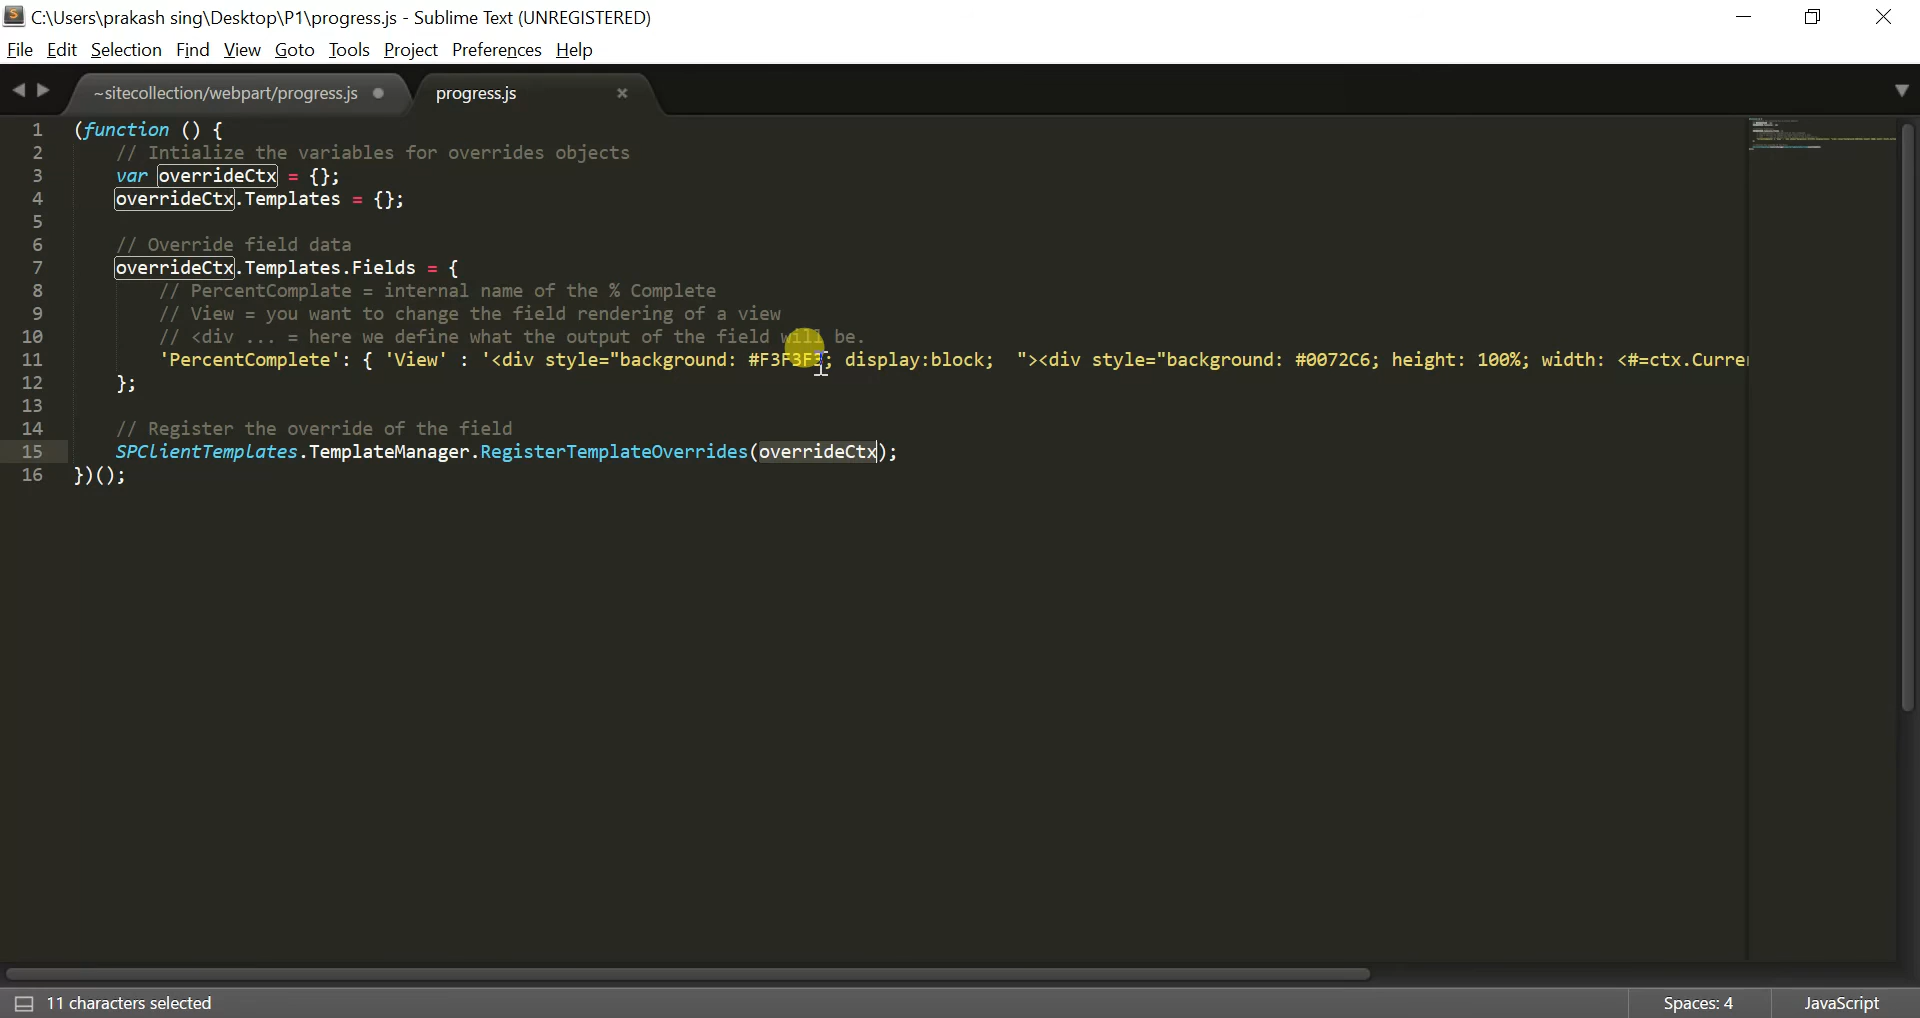 C:\Users\prakash sing\Desktop\P1\progress.js - Sublime Text (UNREGISTERED)
File Edit Selection Find View Goto Tools Project Preferences Help
~sitecollection/webpart/progress.js progress.js
1 (function () {
2 // Intialize the variables for overrides objects
3 var overrideCtx = {};
4 overrideCtx.Templates = {};
5
6 // Override field data
7 overrideCtx.Templates.Fields = {
8 // PercentComplate = internal name of the % Complete
9 // View = you want to change the field rendering of a view
10 // <div ... = here we define what the output of the field will be.
11 'PercentComplete': { 'View' : '<div style="background: #F3F3F3; display:block;  "><div style="background: #0072C6; height: 100%; width: <#=ctx.Curre
12 };
13
14 // Register the override of the field
15 SPClientTemplates.TemplateManager.RegisterTemplateOverrides(overrideCtx);
16 })();
11 characters selected Spaces: 4 JavaScript